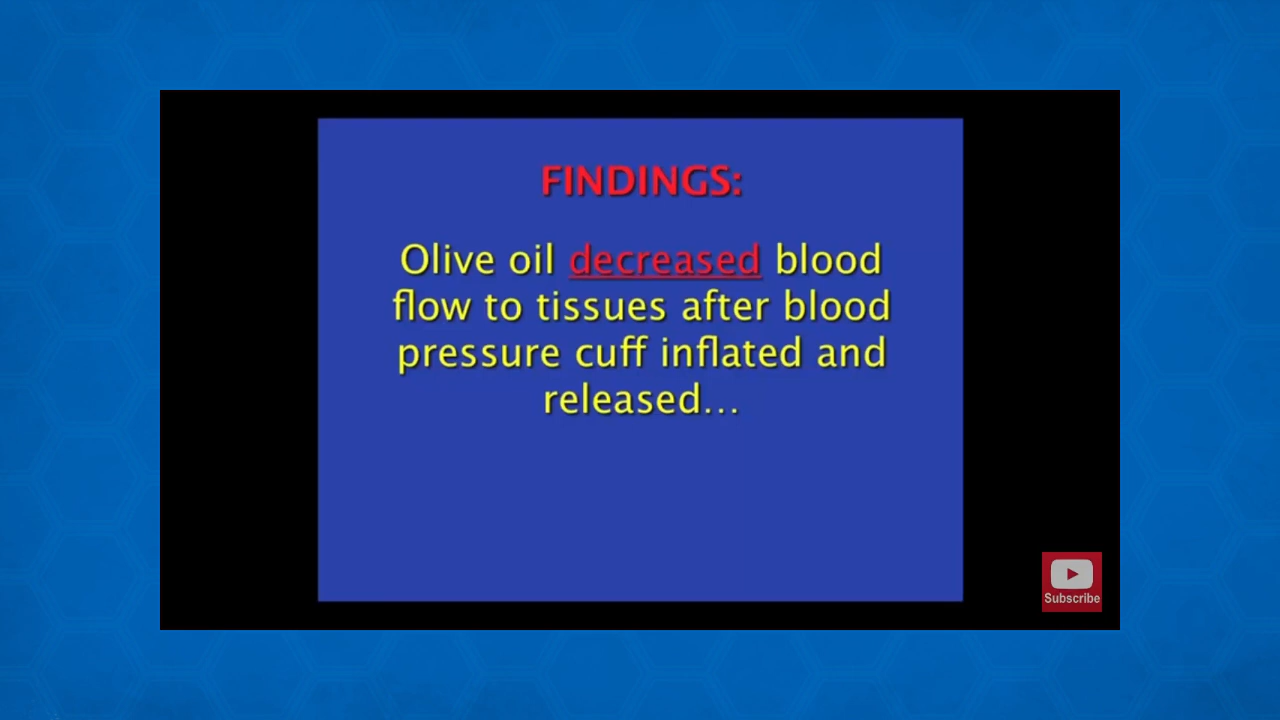 FINDINGS:
Olive oil decreased blood
flow to tissues after blood
pressure cuff inflated and
released...
Subscribe